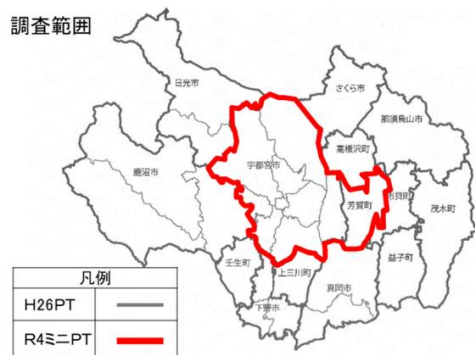 調査範囲
日光市
さくら市
那須烏山市
高根沢町
宇都宮市
鹿沼市
芳賀町
市貝町
茂木町
壬生町
上三川町
益子町
真岡市
下野市
凡例
H26PT
R4ミニPT